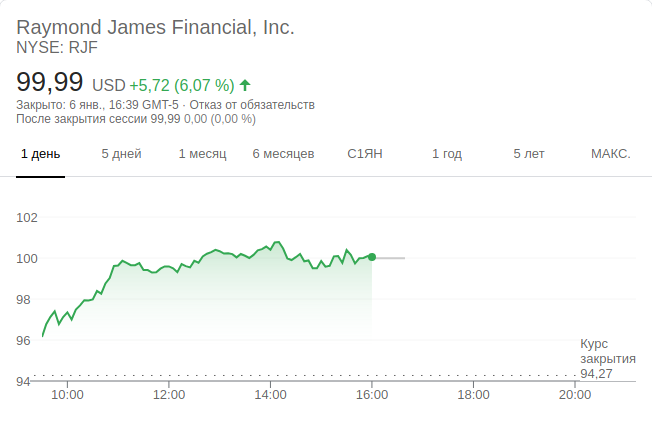 Raymond James Financial, Inc.
NYSE: RJF
99,99 USD +5,72 (6,07 %)
Закрыто: 6 янв., 16:39 GMT-5 · Отказ от обязательств
После закрытия сессии 99,99 0,00 (0,00 %)
1 день 5 дней 1 месяц 6 месяцев С1ЯН 1 год 5 лет МАКС.
102
100
98
96
Курс
закрытия
94,27
94
10:00 12:00 14:00 16:00 18:00 20:00